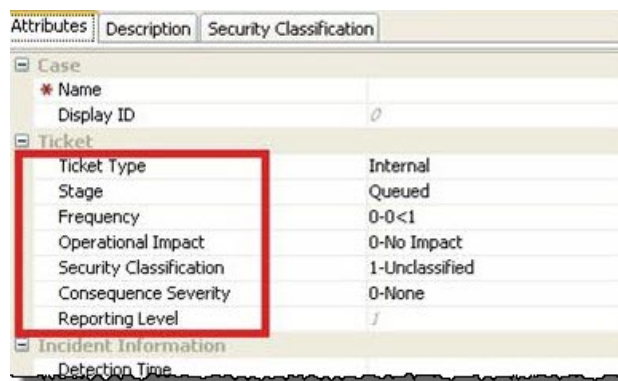 Attributes Description Security Classification
Case
* Name
Display ID 0
Ticket
Ticket Type Internal
Stage Queued
Frequency 0-0<1
Operational Impact 0-No Impact
Security Classification 1-Unclassified
Consequence Severity 0-None
Reporting Level 1
Incident Information
Detection Time